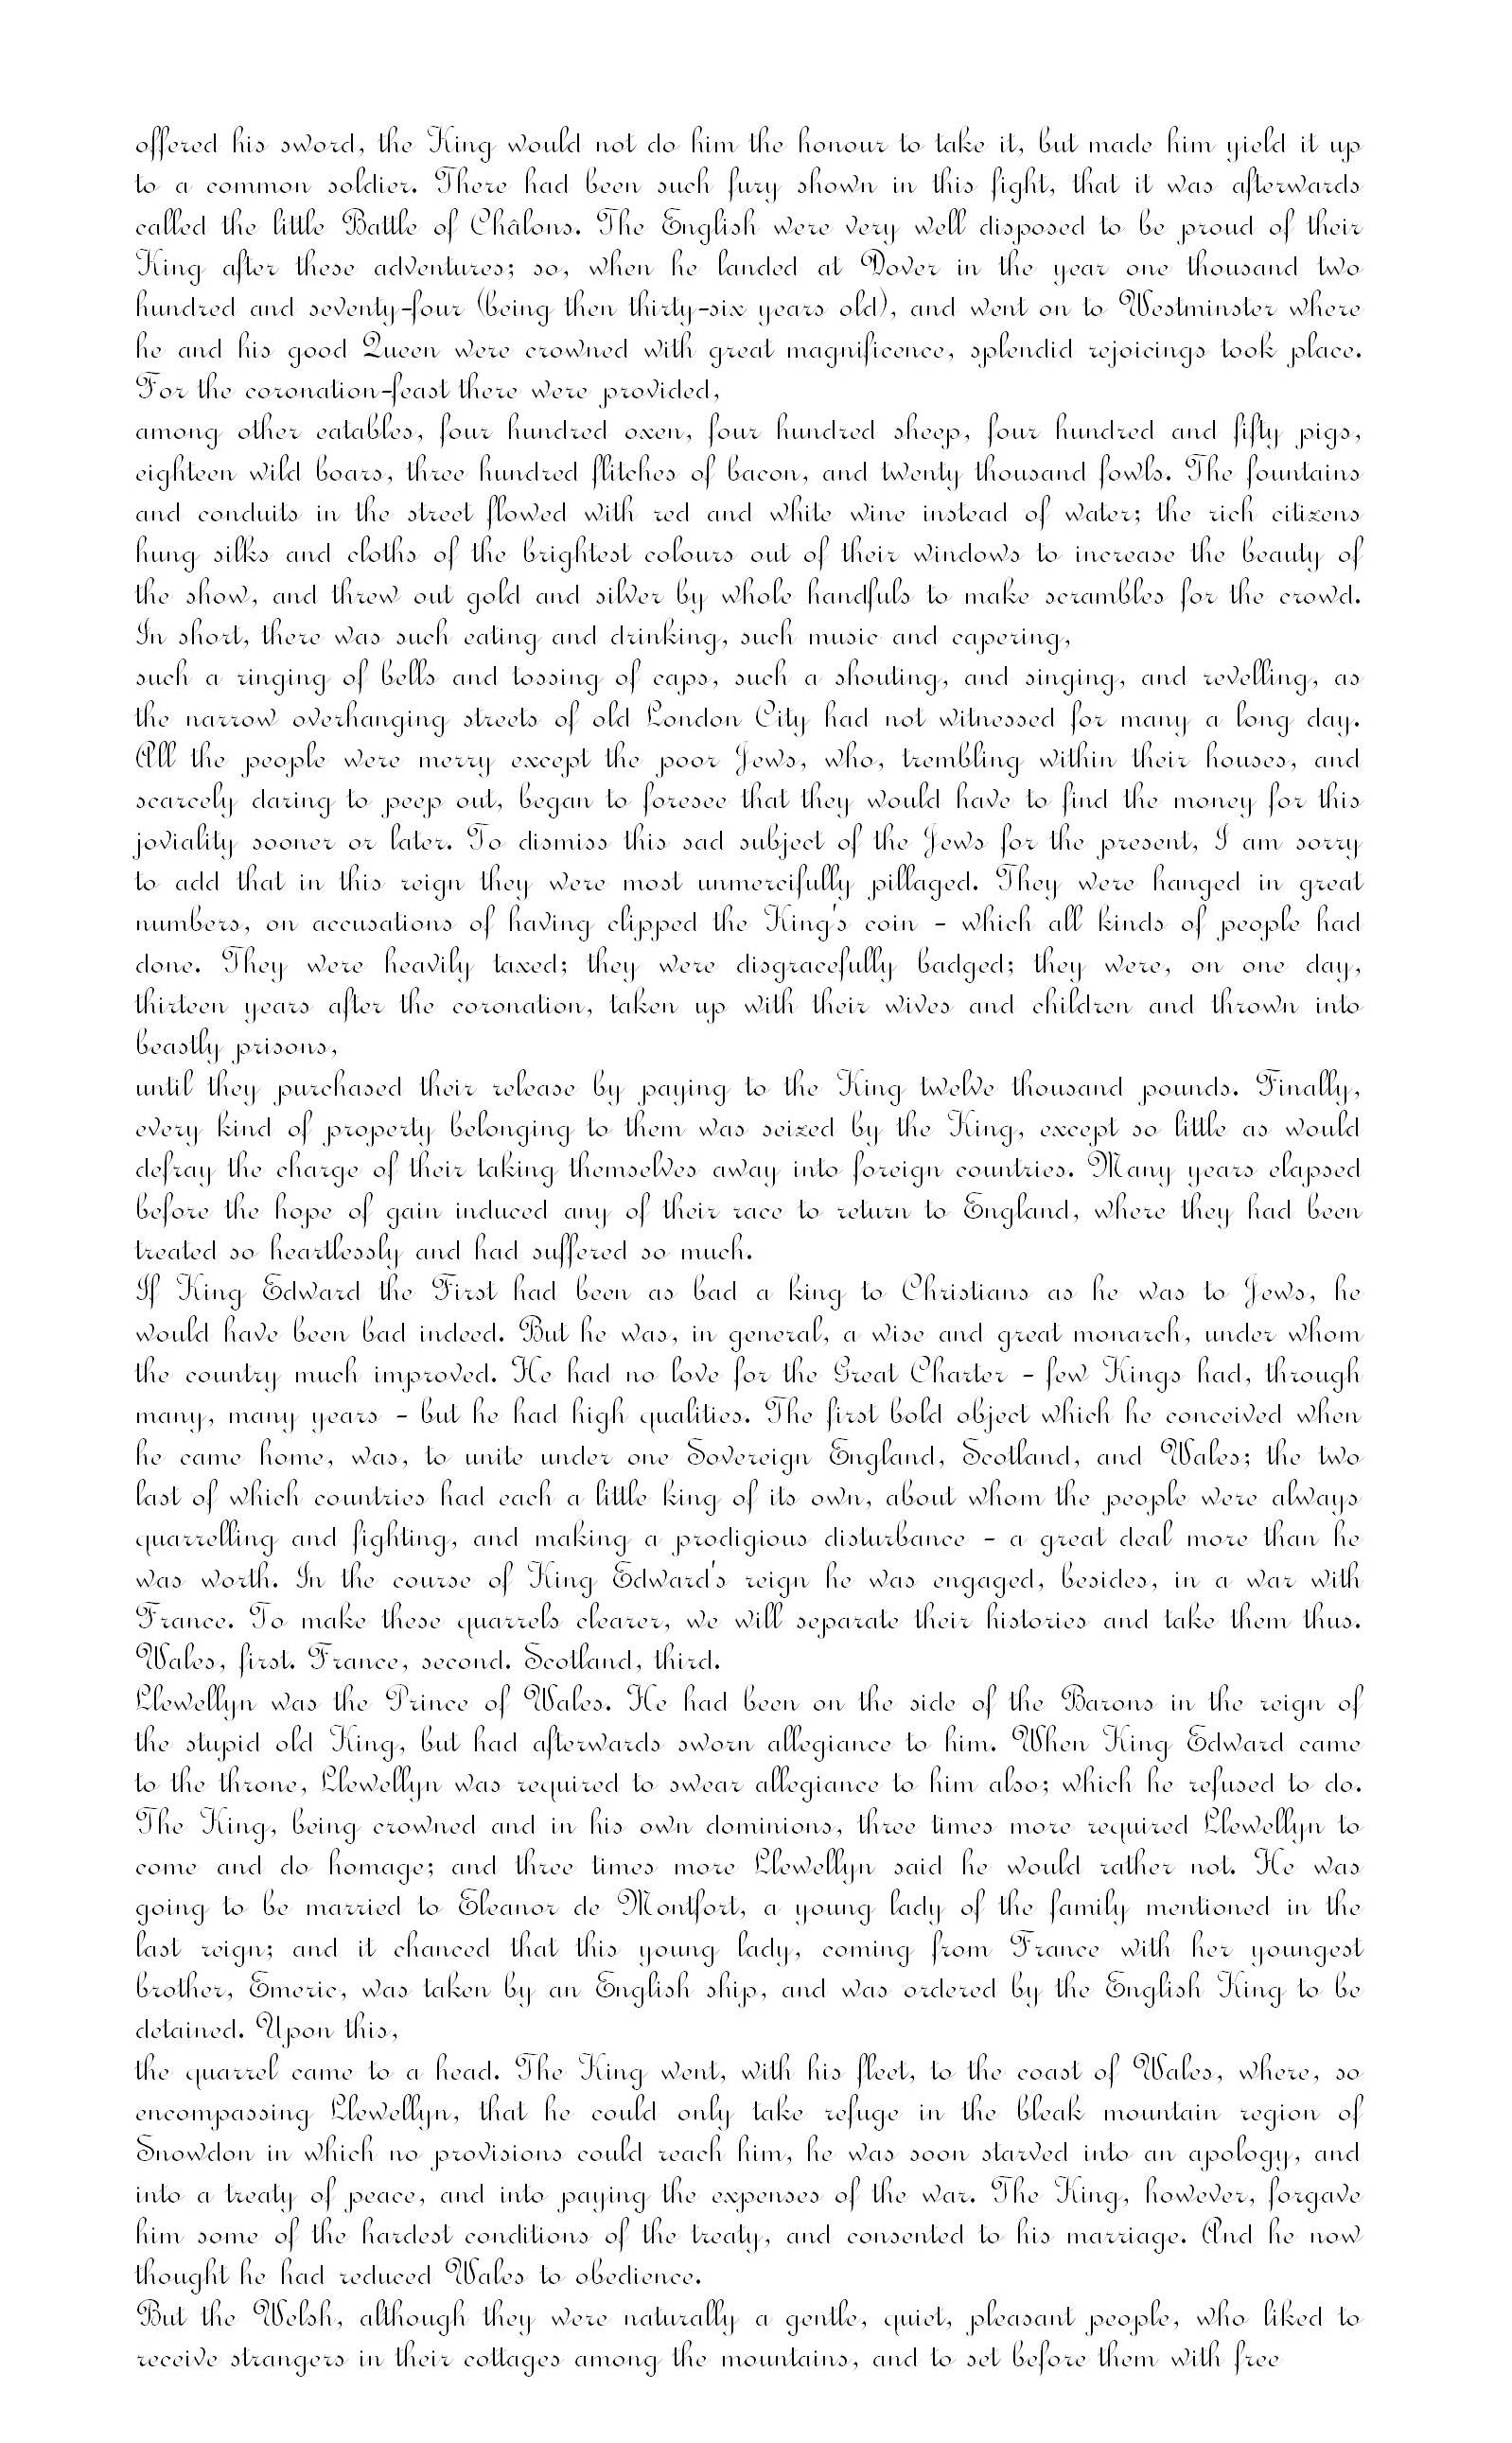 offered his sword, the King would not do him the honour to take it, but made him yield it up
to a common soldier. There had been such fury shown in this fight, that it was afterwards
called the little Battle of Châlons. The English were very well disposed to be proud of their
King after these adventures; so, when he landed at Dover in the year one thousand two
hundred and seventy-four (being then thirty-six years old), and went on to Westminster where
he and his good Queen were crowned with great magnificence, splendid rejoicings took place.
For the coronation-feast there were provided,
among other eatables, four hundred oxen, four hundred sheep, four hundred and fifty pigs,
eighteen wild boars, three hundred flitches of bacon, and twenty thousand fowls. The fountains
and conduits in the street flowed with red and white wine instead of water; the rich citizens
hung silks and cloths of the brightest colours out of their windows to increase the beauty of
the show, and threw out gold and silver by whole handfuls to make scrambles for the crowd.
In short, there was such eating and drinking, such music and capering,
such a ringing of bells and tossing of caps, such a shouting, and singing, and revelling, as
the narrow overhanging streets of old London City had not witnessed for many a long day.
All the people were merry except the poor Jews, who, trembling within their houses, and
scarcely daring to peep out, began to foresee that they would have to find the money for this
joviality sooner or later. To dismiss this sad subject of the Jews for the present, I am sorry
to add that in this reign they were most unmercifully pillaged. They were hanged in great
numbers, on accusations of having clipped the King's coin - which all kinds of people had
done. They were heavily taxed; they were disgracefully badged; they were, on one day,
thirteen years after the coronation, taken up with their wives and children and thrown into
beastly prisons,
until they purchased their release by paying to the King twelve thousand pounds. Finally,
every kind of property belonging to them was seized by the King, except so little as would
defray the charge of their taking themselves away into foreign countries. Many years elapsed
before the hope of gain induced any of their race to return to England, where they had been
treated so heartlessly and had suffered so much.
If King Edward the First had been as bad a king to Christians as he was to Jews, he
would have been bad indeed. But he was, in general, a wise and great monarch, under whom
the country much improved. He had no love for the Great Charter - few Kings had, through
many, many years - but he had high qualities. The first bold object which he conceived when
he came home, was, to unite under one Sovereign England, Scotland, and Wales; the two
last of which countries had each a little king of its own, about whom the people were always
quarrelling and fighting, and making a prodigious disturbance - a great deal more than he
was worth. In the course of King Edward's reign he was engaged, besides, in a war with
France. To make these quarrels clearer, we will separate their histories and take them thus.
Wales, first. France, second. Scotland, third.
Llewellyn was the Prince of Wales. He had been on the side of the Barons in the reign of
the stupid old King, but had afterwards sworn allegiance to him. When King Edward came
to the throne, Llewellyn was required to swear allegiance to him also; which he refused to do.
The King, being crowned and in his own dominions, three times more required Llewellyn to
come and do homage; and three times more Llewellyn said he would rather not. He was
going to be married to Eleanor de Montfort, a young lady of the family mentioned in the
last reign; and it chanced that this young lady, coming from France with her youngest
brother, Emeric, was taken by an English ship, and was ordered by the English King to be
detained. Upon this,
the quarrel came to a head. The King went, with his fleet, to the coast of Wales, where, so
encompassing Llewellyn, that he could only take refuge in the bleak mountain region of
Snowdon in which no provisions could reach him, he was soon starved into an apology, and
into a treaty of peace, and into paying the expenses of the war. The King, however, forgave
him some of the hardest conditions of the treaty, and consented to his marriage. And he now
thought he had reduced Wales to obedience.
But the Welsh, although they were naturally a gentle, quiet, pleasant people, who liked to
receive strangers in their cottages among the mountains, and to set before them with free